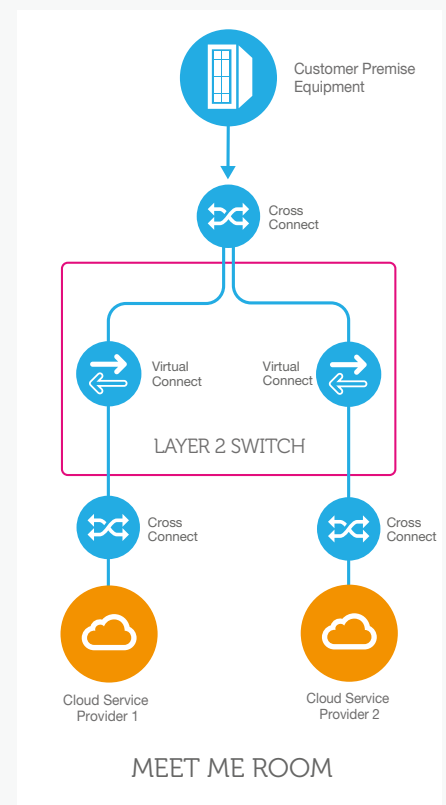 Customer Premise
Equipment
Cross
Connect
Virtual
Connect
Virtual
Connect
LAYER 2 SWITCH
Cross
Connect
Cross
Connect
Cloud Service
Provider 1
Cloud Service
Provider 2
MEET ME ROOM